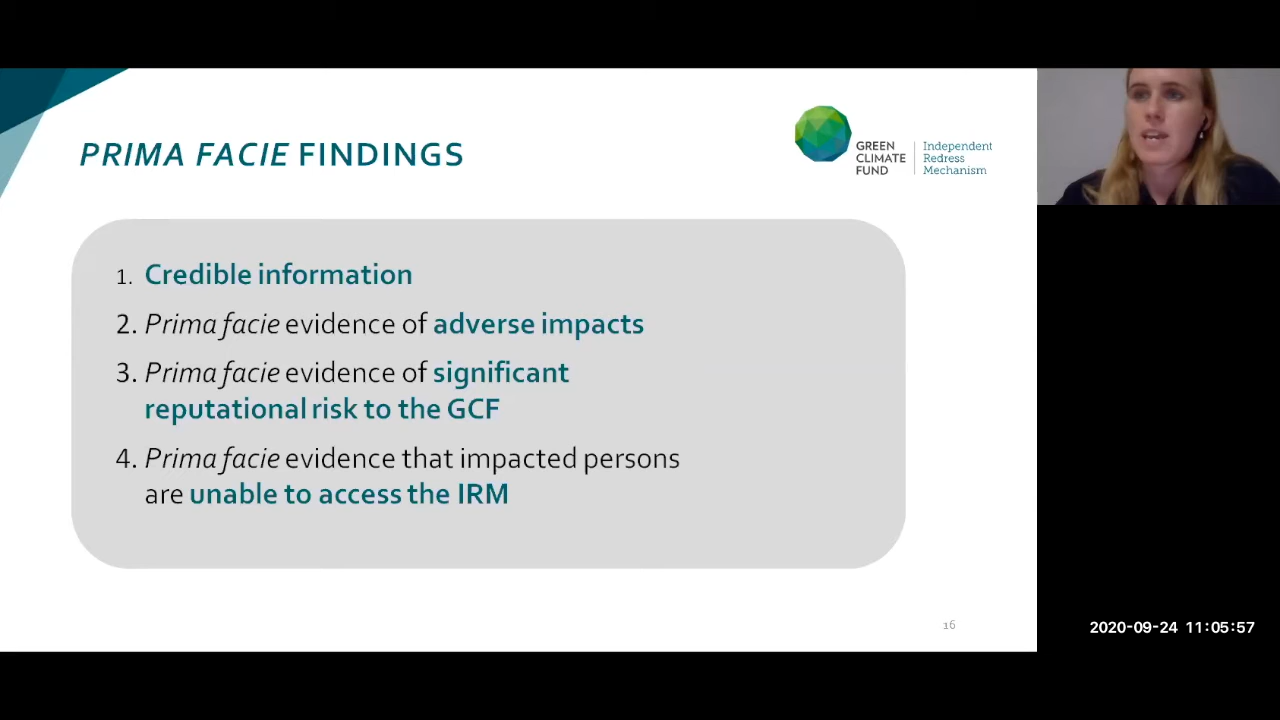 PRIMA FACIE FINDINGS
GREEN
CLIMATE
FUND
Independent
Redress
Mechanism
1. Credible information
2. Prima facie evidence of adverse impacts
3. Prima facie evidence of significant
reputational risk to the GCF
4. Prima facie evidence that impacted persons
are unable to access the IRM
16
2020-09-24 11:05:57